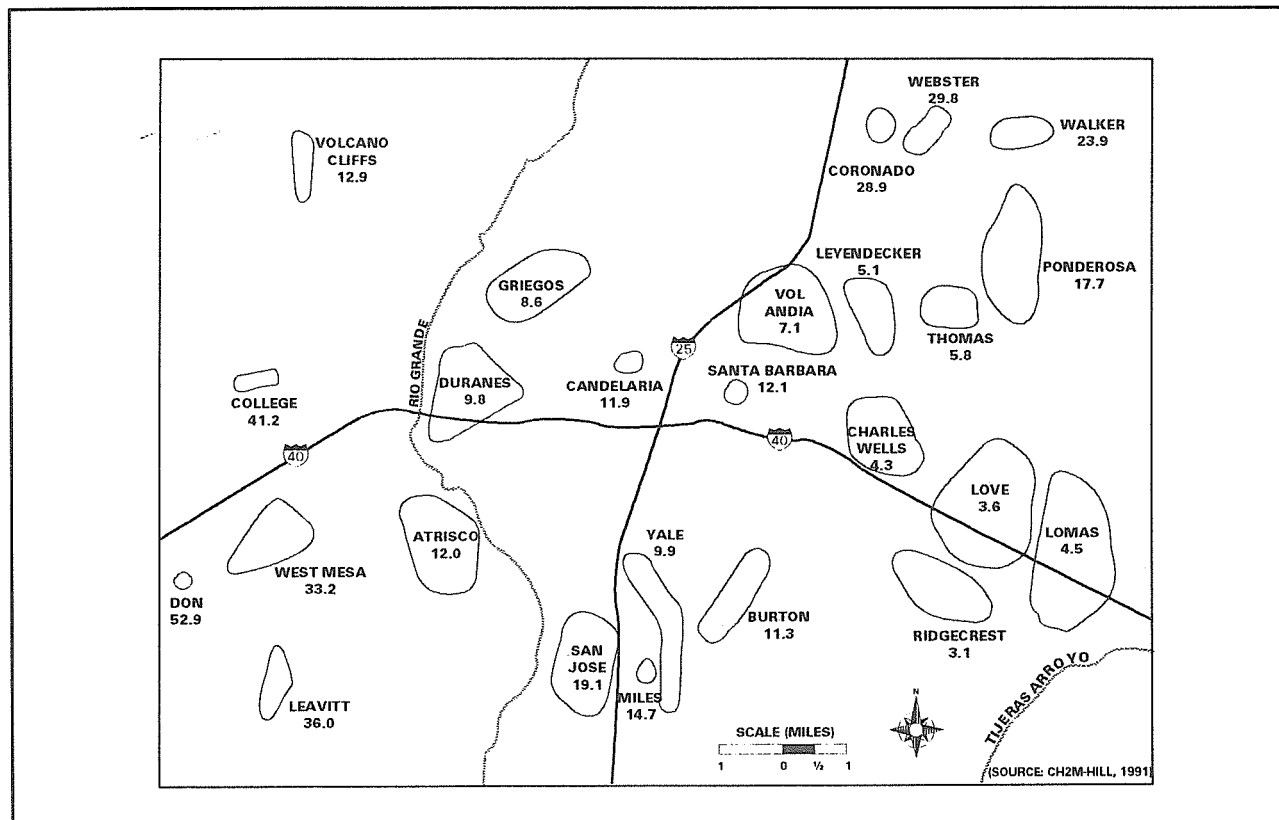 WEBSTER
29.8
WALKER
23.9
VOLCANO
CLIFFS
12.9
CORONADO
28.9
LEYENDECKER
5.1
PONDEROSA
17.7
GRIEGOS
8.6
VOL
ANDIA
7.1
THOMAS
5.8
RIO GRANDE
25
DURANES
9.8
CANDELARIA
11.9
SANTA BARBARA
12.1
COLLEGE
41.2
40
40
CHARLES
WELLS
4.3
LOVE
3.6
LOMAS
4.5
ATRISCO
12.0
YALE
9.9
WEST MESA
33.2
DON
52.9
BURTON
11.3
RIDGECREST
3.1
SAN
JOSE
19.1
MILES
14.7
LEAVITT
36.0
TIJERAS ARROYO
N
SCALE (MILES)
1 0 ½ 1
(SOURCE: CH2M-HILL, 1991)